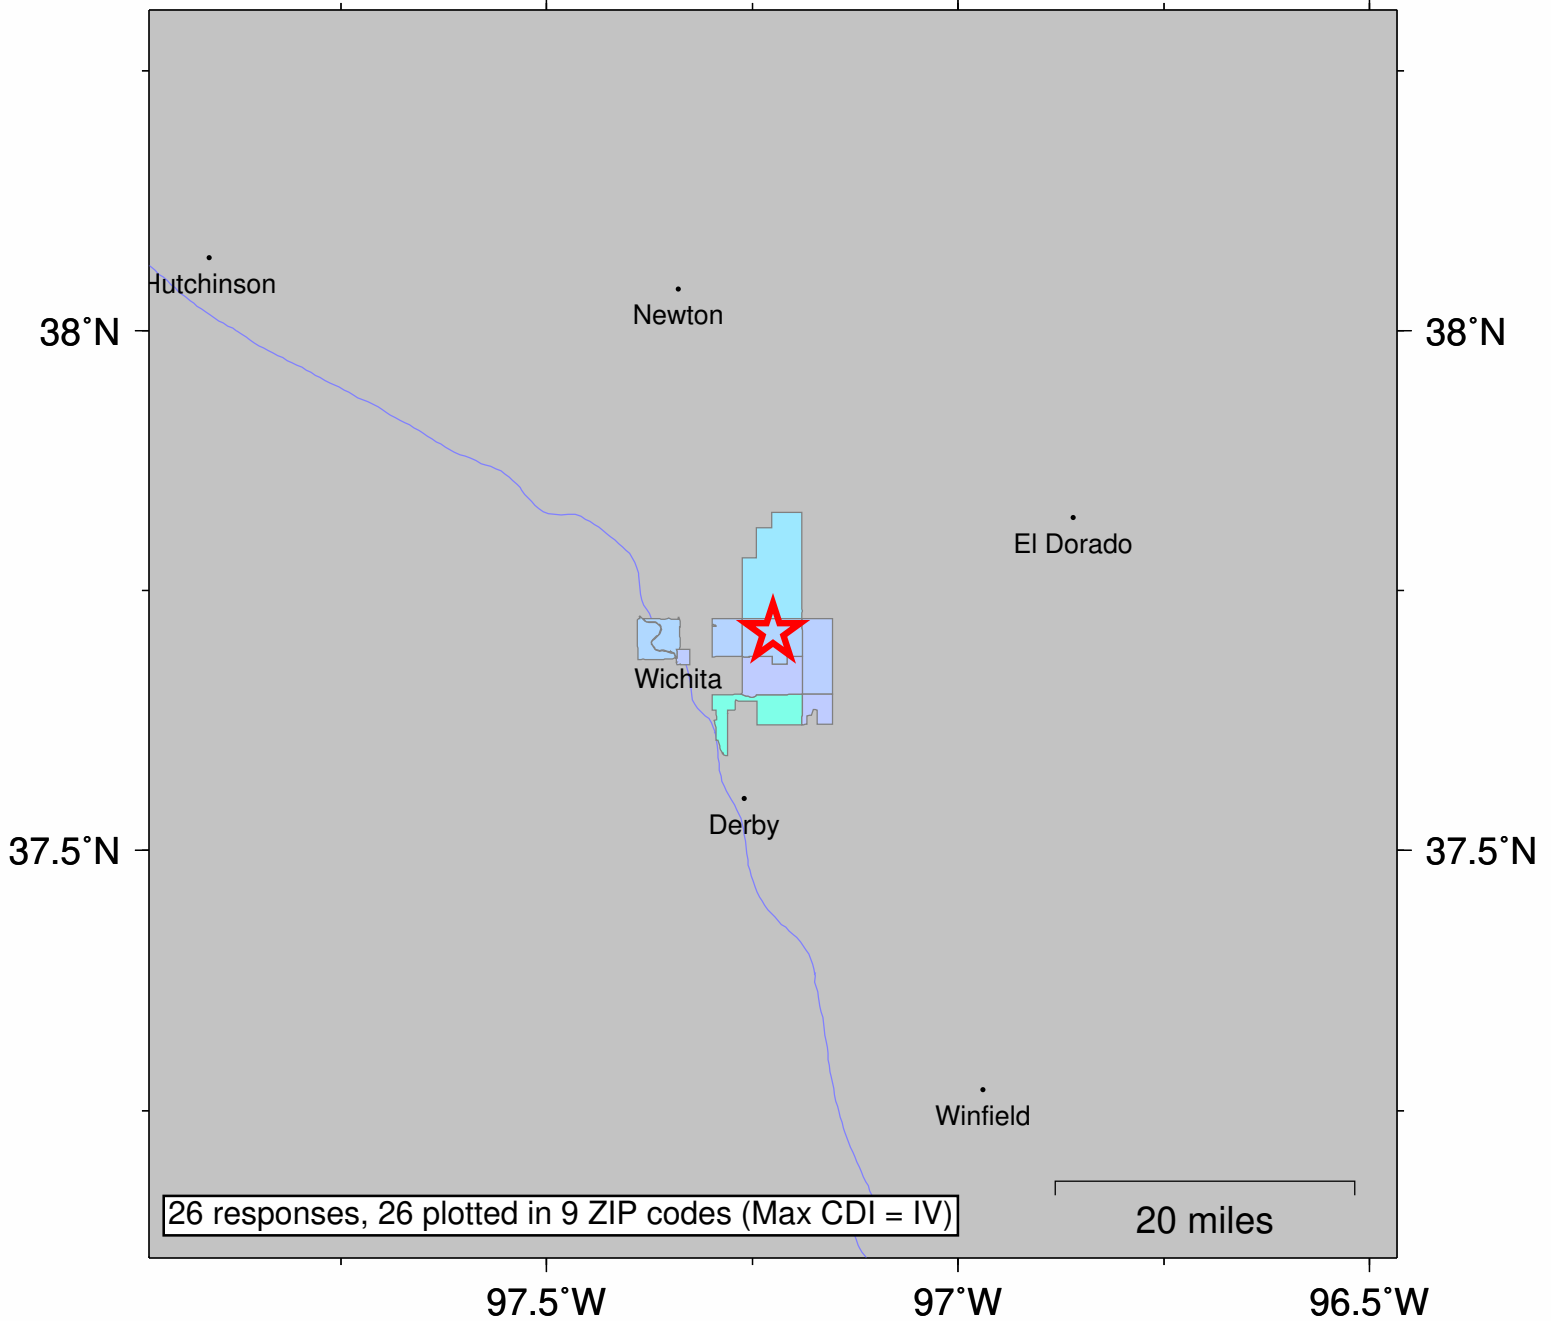 Hutchinson
Newton
38°N
38°N
El Dorado
Wichita
Derby
37.5°N
37.5°N
Winfield
26 responses, 26 plotted in 9 ZIP codes (Max CDI = IV)
20 miles
97.5°W
97°W
96.5°W